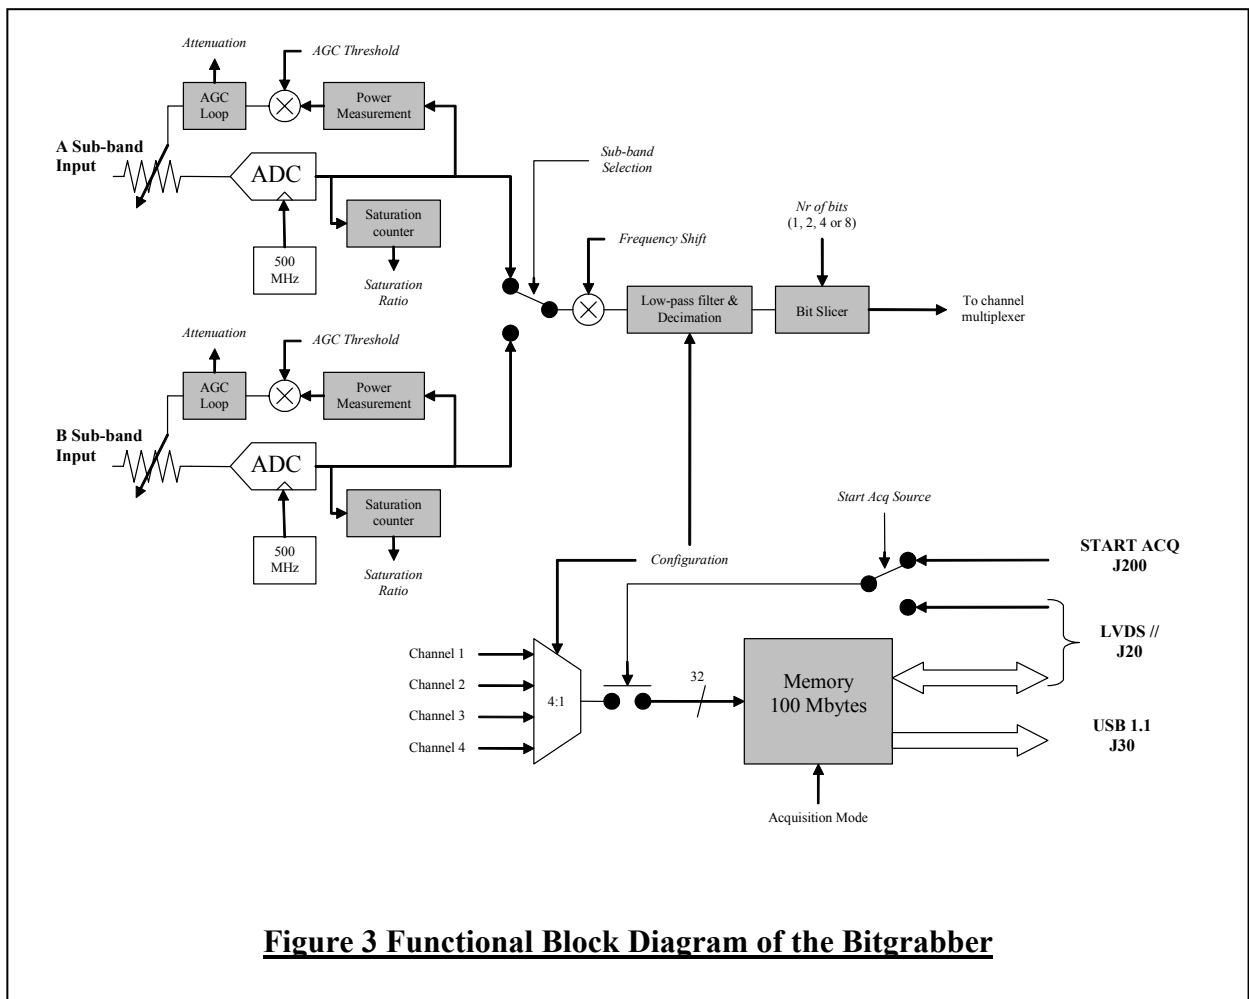 Attenuation
AGC Threshold
AGC
Loop
Power
Measurement
A Sub-band
Input
ADC
Sub-band
Selection
Saturation
counter
500
MHz
Saturation
Ratio
Nr of bits
(1, 2, 4 or 8)
Frequency Shift
Low-pass filter &
Decimation
Bit Slicer
To channel
multiplexer
Attenuation
AGC Threshold
AGC
Loop
Power
Measurement
B Sub-band
Input
ADC
Saturation
counter
500
MHz
Saturation
Ratio
Start Acq Source
Configuration
START ACQ
J200
LVDS //
J20
Channel 1
Channel 2
Channel 3
Channel 4
4:1
32
Memory
100 Mbytes
USB 1.1
J30
Acquisition Mode
Figure 3 Functional Block Diagram of the Bitgrabber